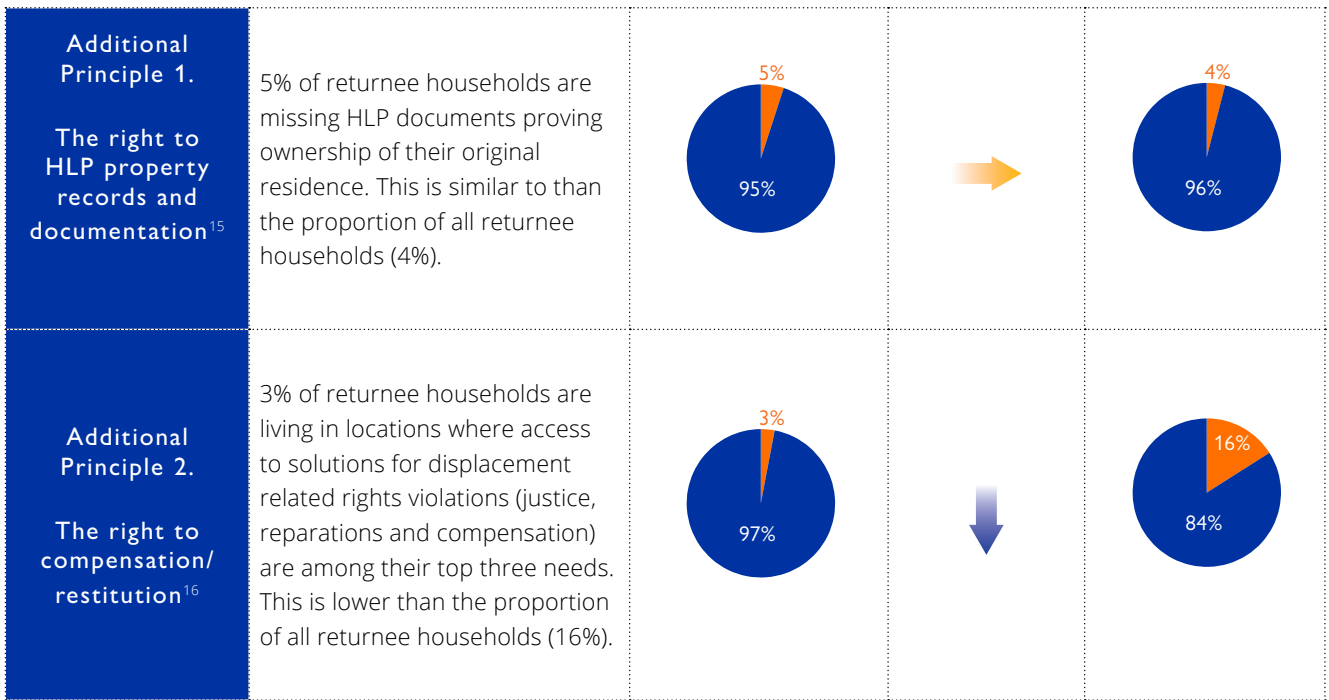 Additional
Principle 1.
The right to
HLP property
records and
documentation15
5% of returnee households are
missing HLP documents proving
ownership of their original
residence. This is similar to than
the proportion of all returnee
households (4%).
5%
95%
4%
96%
Additional
Principle 2.
The right to
compensation/
restitution16
3% of returnee households are
living in locations where access
to solutions for displacement
related rights violations (justice,
reparations and compensation)
are among their top three needs.
This is lower than the proportion
of all returnee households (16%).
3%
97%
16%
84%